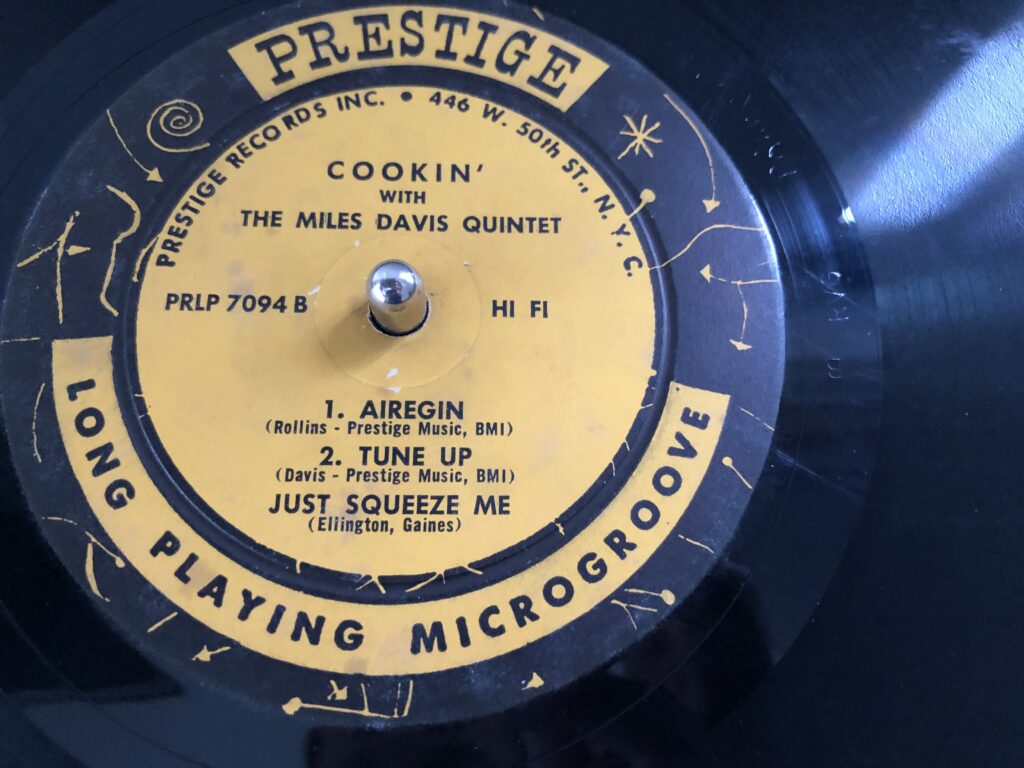 PRESTIGE
PRESTIGE RECORDS INC. • 446 W. 50th ST., N. Y. C.
COOKIN'
WITH
THE MILES DAVIS QUINTET
PRLP 7094 B
HI FI
1. AIREGIN
(Rollins - Prestige Music, BMI)
2. TUNE UP
(Davis - Prestige Music, BMI)
JUST SQUEEZE ME
(Ellington, Gaines)
LONG PLAYING MICROGROOVE